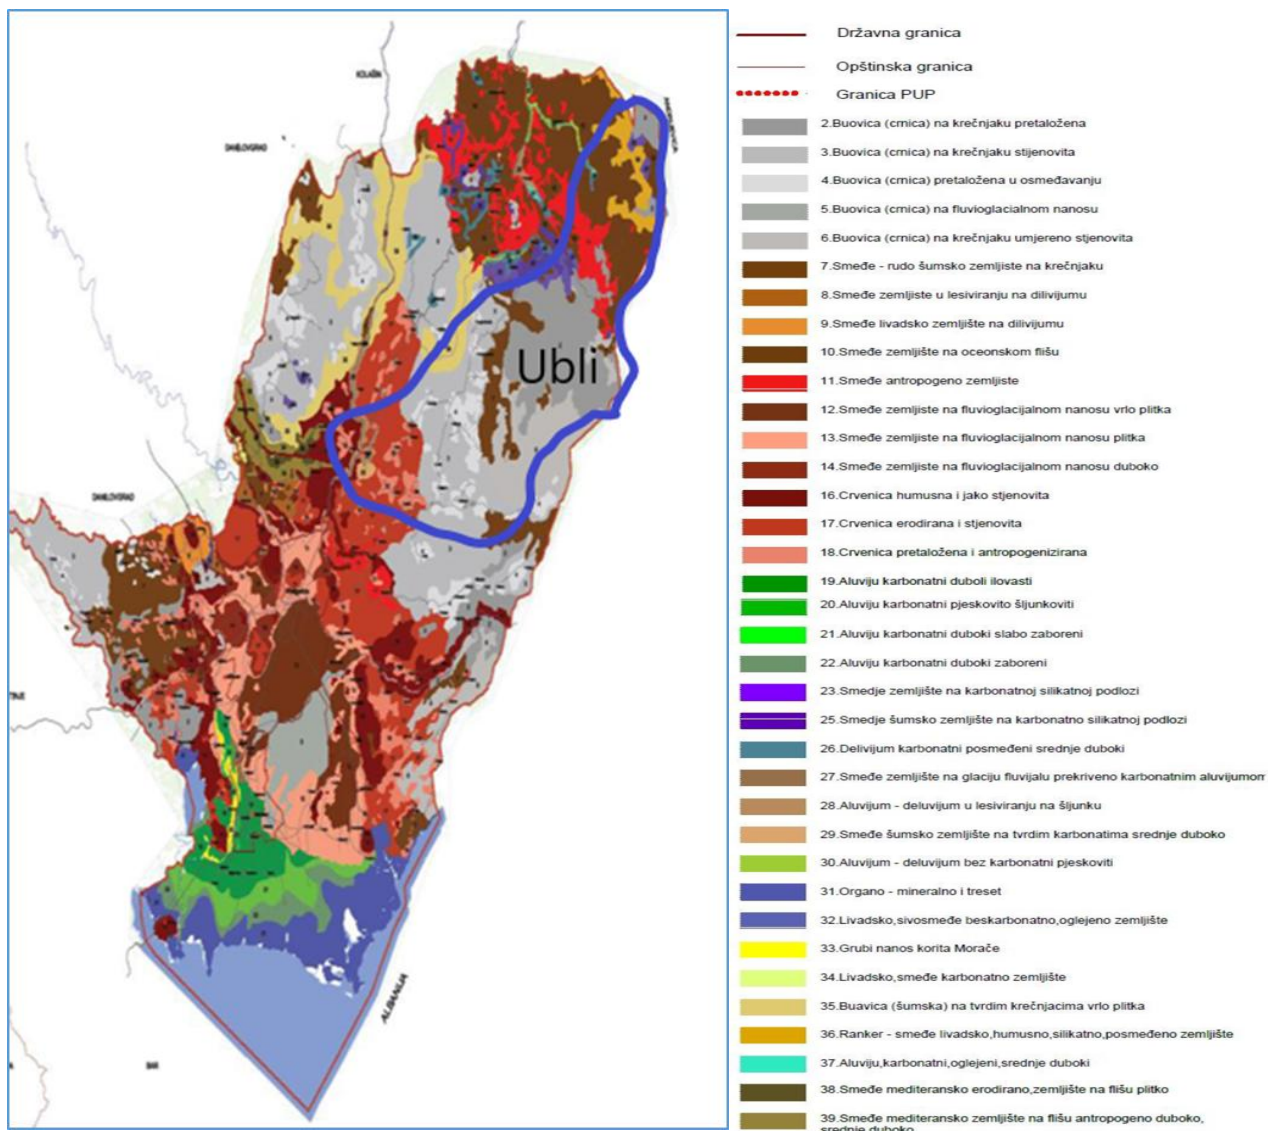 KOLAŠIN
DANILOVGRAD
DANILOVGRAD
Ubli
ALBANIJA
BAR
Državna granica
Opštinska granica
Granica PUP
2.Buovica (crnica) na krečnjaku pretaložena
3.Buovica (crnica) na krečnjaku stijenovita
4.Buovica (crnica) pretaložena u osmeđavanju
5.Buovica (crnica) na fluvioglacialnom nanosu
6.Buovica (crnica) na krečnjaku umjereno stjenovita
7.Smeđe - rudo šumsko zemljiste na krečnjaku
8.Smeđe zemljiste u lesiviranju na dilivijumu
9.Smeđe livadsko zemljište na dilivijumu
10.Smeđe zemljište na oceonskom flišu
11.Smeđe antropogeno zemljiste
12.Smeđe zemljiste na fluvioglacijalnom nanosu vrlo plitka
13.Smeđe zemljiste na fluvioglacijalnom nanosu plitka
14.Smeđe zemljiste na fluvioglacijalnom nanosu duboko
16.Crvenica humusna i jako stjenovita
17.Crvenica erodirana i stjenovita
18.Crvenica pretaložena i antropogenizirana
19.Aluviju karbonatni duboli ilovasti
20.Aluviju karbonatni pjeskovito šljunkoviti
21.Aluviju karbonatni duboki slabo zaboreni
22.Aluviju karbonatni duboki zaboreni
23.Smedje zemljište na karbonatnoj silikatnoj podlozi
25.Smedje šumsko zemljište na karbonatno silikatnoj podlozi
26.Delivijum karbonatni posmeđeni srednje duboki
27.Smeđe zemljište na glaciju fluvijalu prekriveno karbonatnim aluvijumom
28.Aluvijum - deluvijum u lesiviranju na šljunku
29.Smeđe šumsko zemljište na tvrdim karbonatima srednje duboko
30.Aluvijum - deluvijum bez karbonatni pjeskoviti
31.Organo - mineralno i treset
32.Livadsko,sivosmeđe beskarbonatno,oglejeno zemljište
33.Grubi nanos korita Morače
34.Livadsko,smeđe karbonatno zemljište
35.Buavica (šumska) na tvrdim krečnjacima vrlo plitka
36.Ranker - smeđe livadsko,humusno,silikatno,posmeđeno zemljište
37.Aluviju,karbonatni,oglejeni,srednje duboki
38.Smeđe mediteransko erodirano,zemljište na flišu plitko
39.Smeđe mediteransko zemljište na flišu antropogeno duboko,
srednje duboko